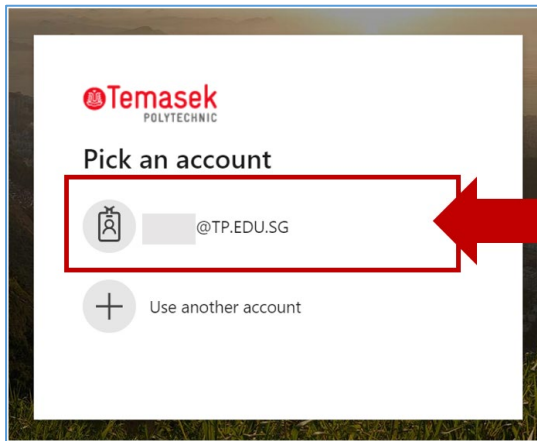 Temasek
POLYTECHNIC
Pick an account
@TP.EDU.SG
Use another account